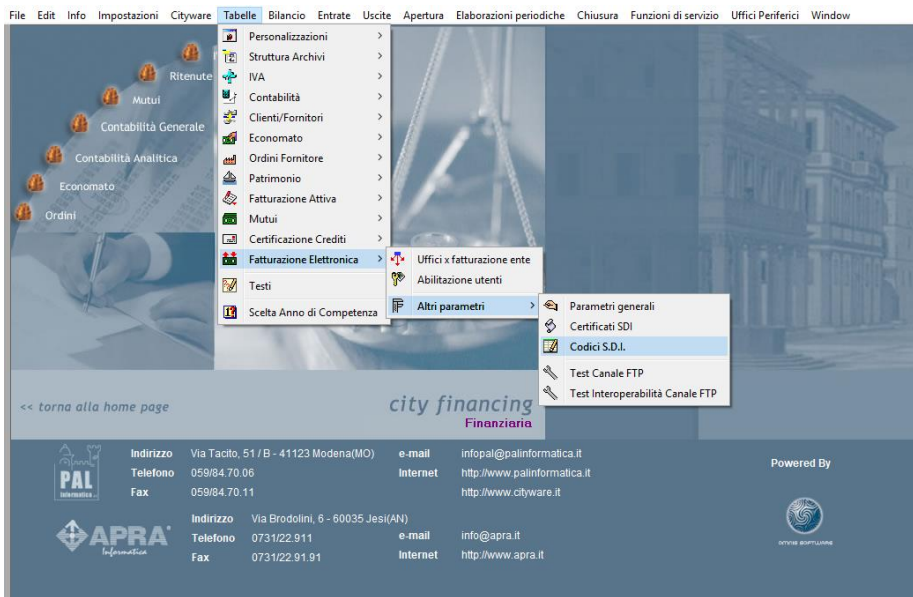 File Edit Info Impostazioni Cityware Tabelle Bilancio Entrate Uscite Apertura Elaborazioni periodiche Chiusura Funzioni di servizio Uffici Periferici Window
Personalizzazioni
Struttura Archivi
Ritenute
IVA
Mutui
Contabilità
Clienti/Fornitori
Contabilità Generale
Economato
Contabilità Analitica
Ordini Fornitore
Patrimonio
Economato
Fatturazione Attiva
Ordini
Mutui
Certificazione Crediti
Fatturazione Elettronica
Uffici x fatturazione ente
Abilitazione utenti
Testi
Altri parametri
Parametri generali
Scelta Anno di Competenza
Certificati SDI
Codici S.D.I.
Test Canale FTP
Test Interoperabilità Canale FTP
<< torna alla home page
city financing
Finanziaria
Indirizzo Via Tacito, 51 / B - 41123 Modena(MO) e-mail infopal@palinformatica.it
Telefono 059/84.70.06 Internet http://www.palinformatica.it
Fax 059/84.70.11 http://www.cityware.it
Powered By
PAL
Informatica
Indirizzo Via Brodolini, 6 - 60035 Jesi(AN)
Telefono 0731/22.911 e-mail info@apra.it
Fax 0731/22.91.91 Internet http://www.apra.it
APRA
Informatica
OMNIS SOFTWARE